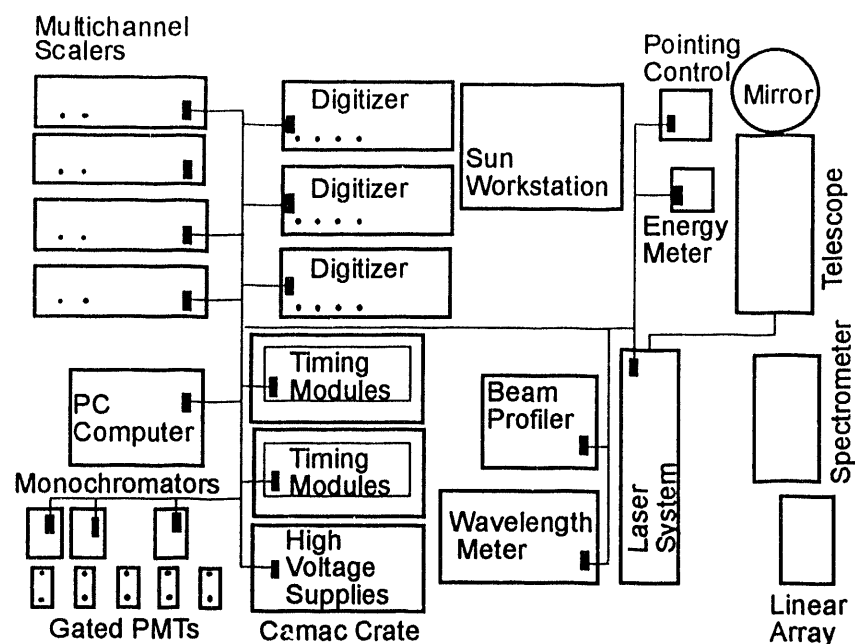 Multichannel
Scalers
Digitizer
Digitizer
Digitizer
Sun
Workstation
Pointing
Control
Mirror
Energy
Meter
Telescope
Timing
Modules
PC
Computer
Beam
Profiler
Laser
System
Spectrometer
Timing
Modules
Monochromators
Wavelength
Meter
High
Voltage
Supplies
Gated PMTs
Camac Crate
Linear
Array